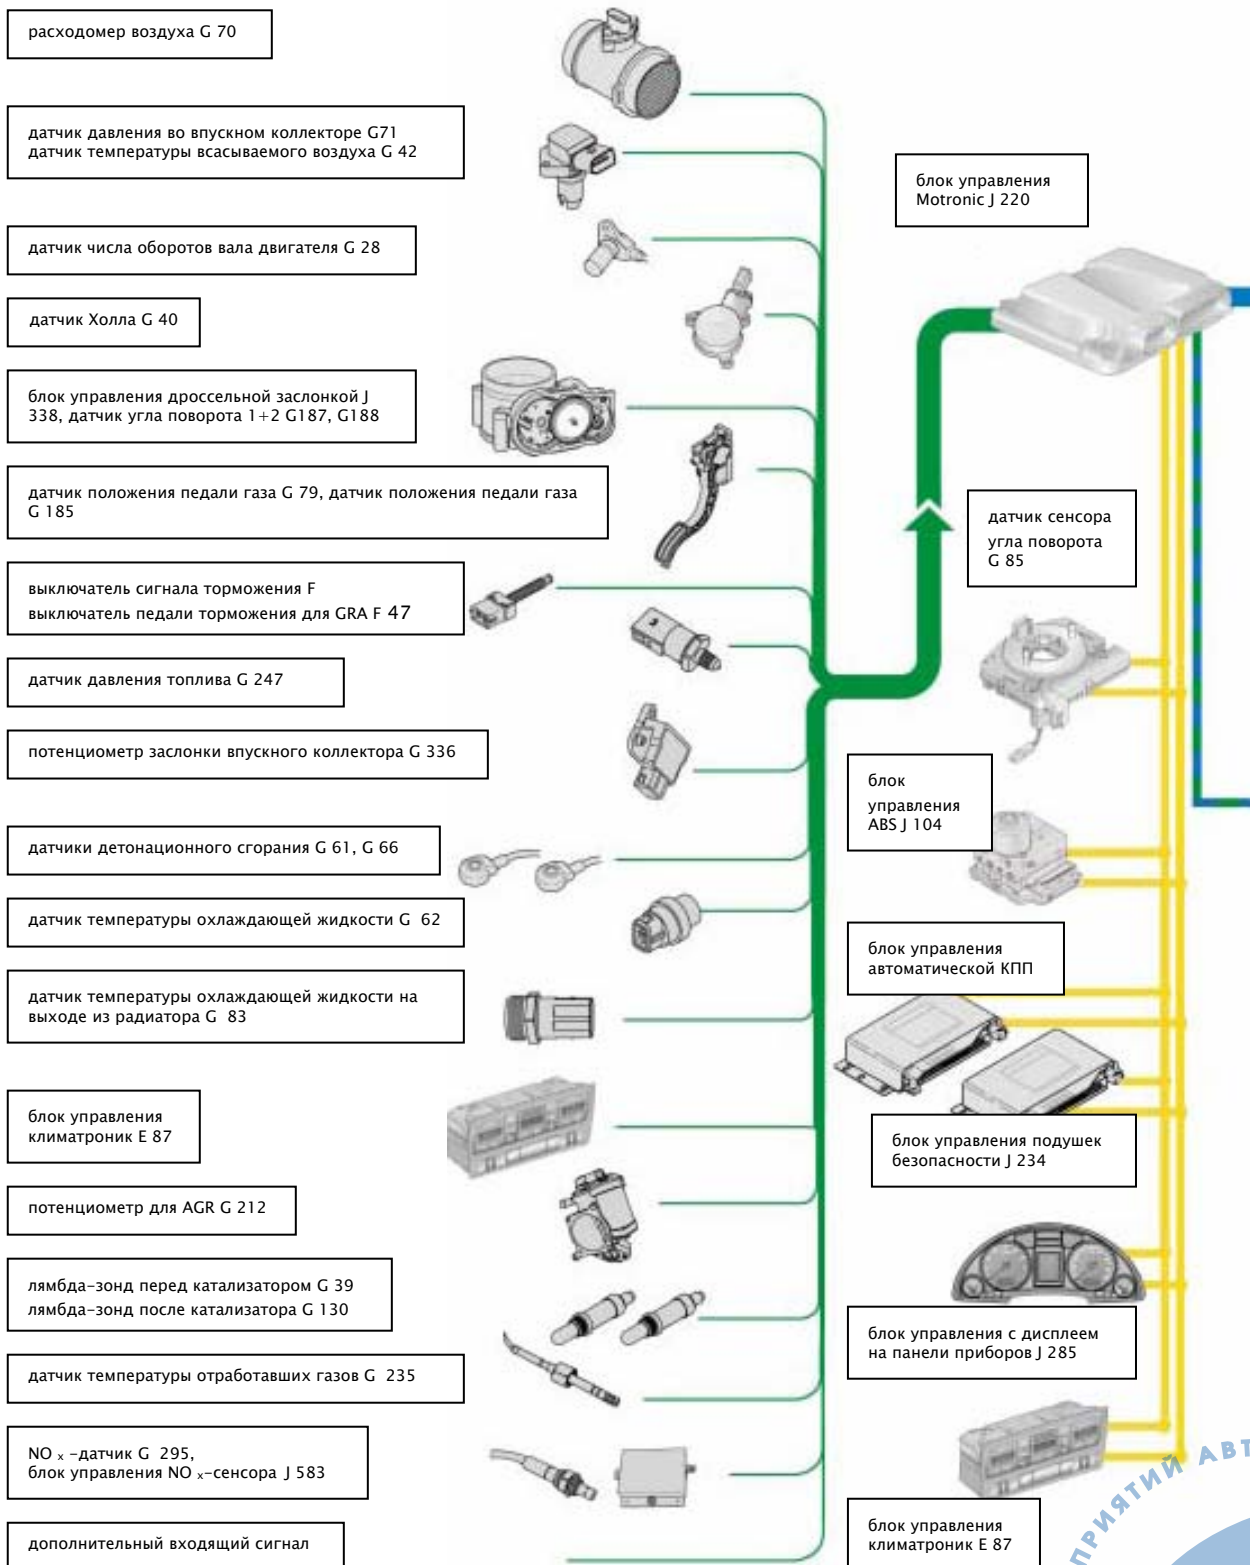 расходомер воздуха G 70
датчик давления во впускном коллекторе G71
датчик температуры всасываемого воздуха G 42
датчик числа оборотов вала двигателя G 28
датчик Холла G 40
блок управления дроссельной заслонкой J
338, датчик угла поворота 1+2 G187, G188
датчик положения педали газа G 79, датчик положения педали газа
G 185
выключатель сигнала торможения F
выключатель педали торможения для GRA F 47
датчик давления топлива G 247
потенциометр заслонки впускного коллектора G 336
датчики детонационного сгорания G 61, G 66
датчик температуры охлаждающей жидкости G 62
датчик температуры охлаждающей жидкости на
выходе из радиатора G 83
блок управления
климатроник E 87
потенциометр для AGR G 212
лямбда-зонд перед катализатором G 39
лямбда-зонд после катализатора G 130
датчик температуры отработавших газов G 235
NO x -датчик G 295,
блок управления NO x-сенсора J 583
дополнительный входящий сигнал
блок управления
Motronic J 220
датчик сенсора
угла поворота
G 85
блок
управления
ABS J 104
блок управления
автоматической КПП
блок управления подушек
безопасности J 234
блок управления с дисплеем
на панели приборов J 285
блок управления
климатроник E 87
ПРИЯТИЙ АВТ